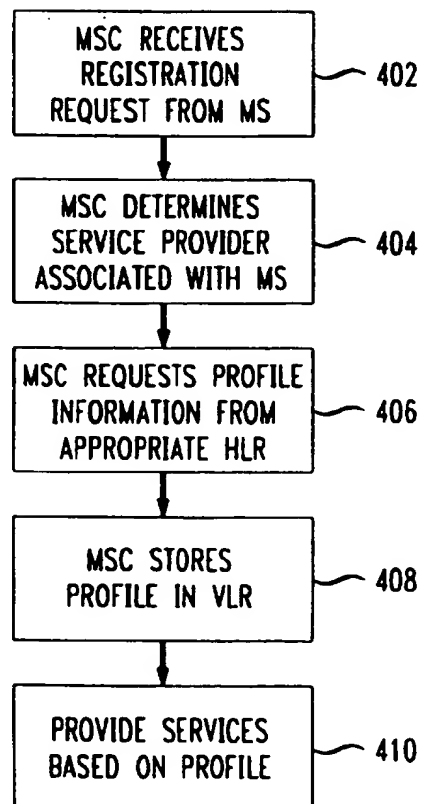 MSC RECEIVES
REGISTRATION
REQUEST FROM MS
402
MSC DETERMINES
SERVICE PROVIDER
ASSOCIATED WITH MS
404
MSC REQUESTS PROFILE
INFORMATION FROM
APPROPRIATE HLR
406
MSC STORES
PROFILE IN VLR
408
PROVIDE SERVICES
BASED ON PROFILE
410